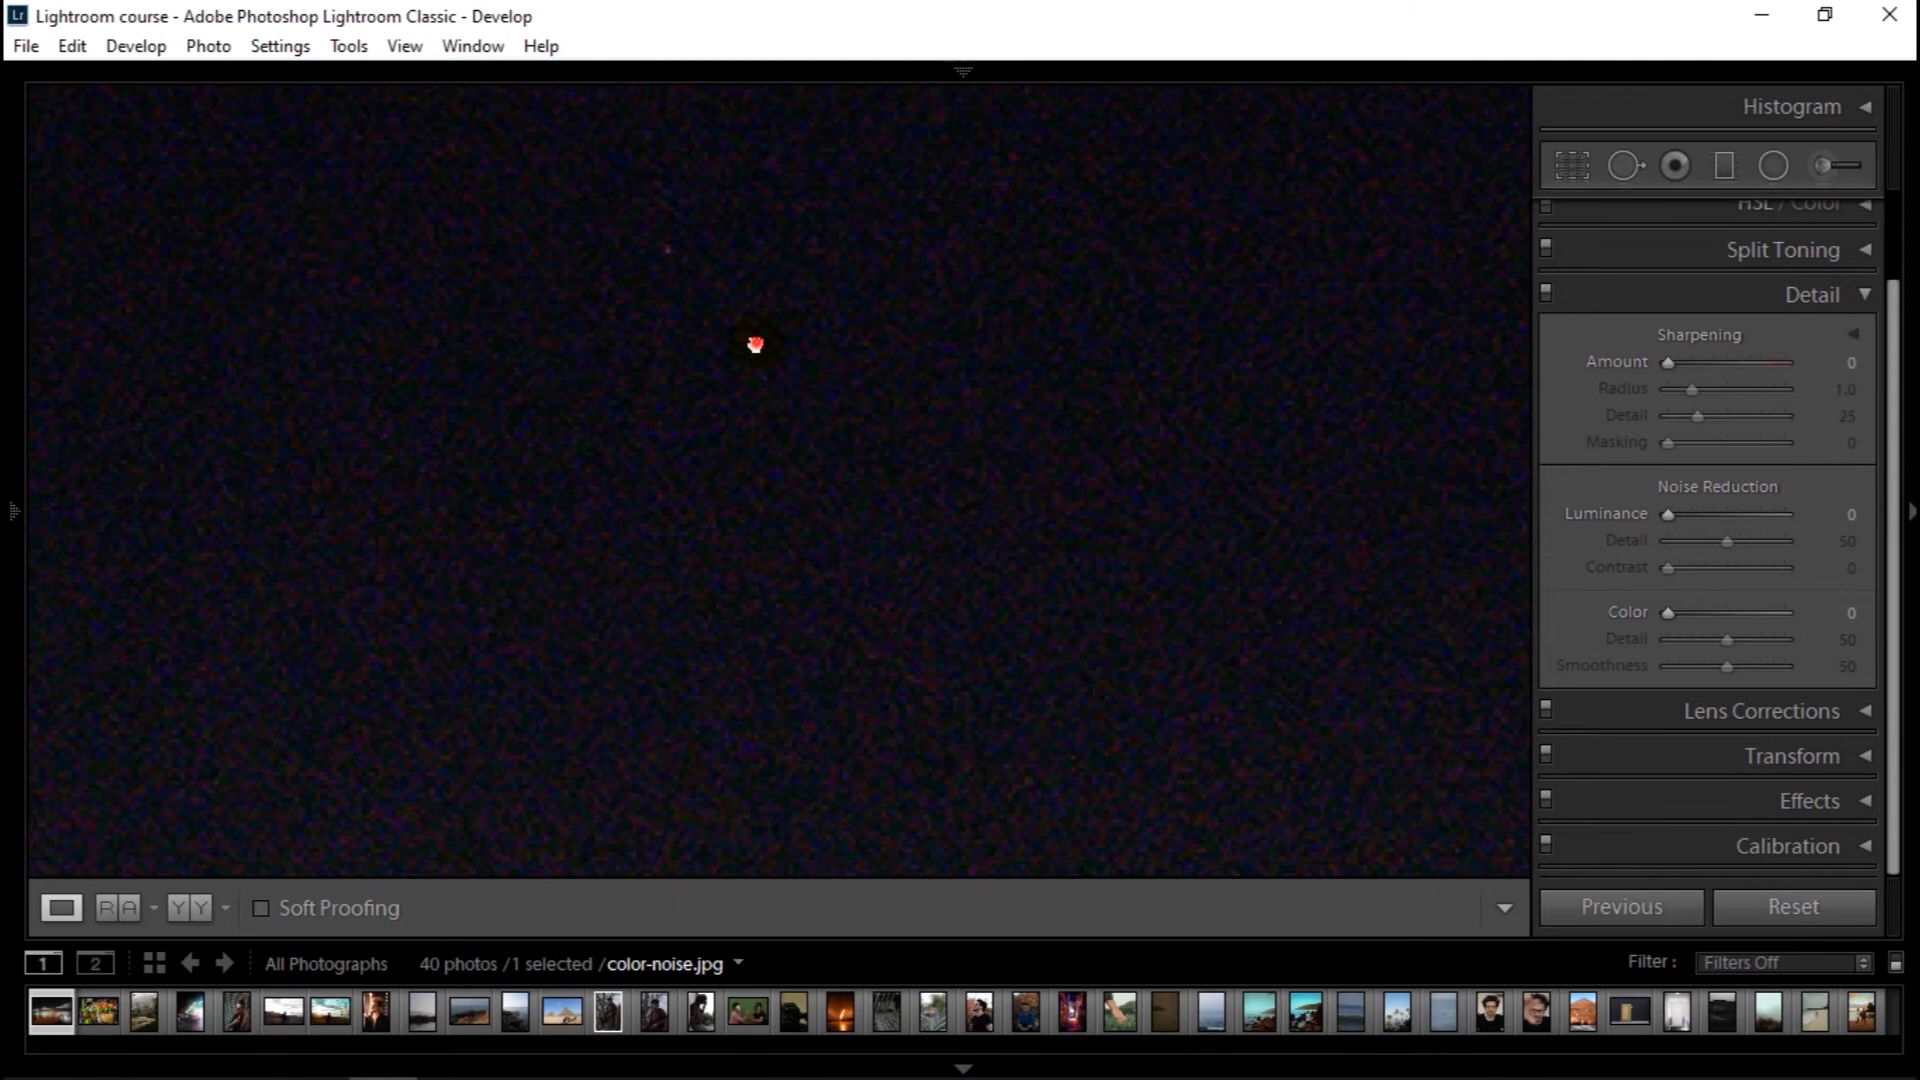 Lr Lightroom course - Adobe Photoshop Lightroom Classic - Develop
File Edit Develop Photo Settings Tools View Window Help
Histogram
HSL / Color
Split Toning
Detail
Sharpening
Amount 0
Radius 1.0
Detail 25
Masking 0
Noise Reduction
Luminance 0
Detail 50
Contrast 0
Color 0
Detail 50
Smoothness 50
Lens Corrections
Transform
Effects
Calibration
R A Y Y Soft Proofing
Previous Reset
1 2 All Photographs 40 photos /1 selected /color-noise.jpg Filter : Filters Off